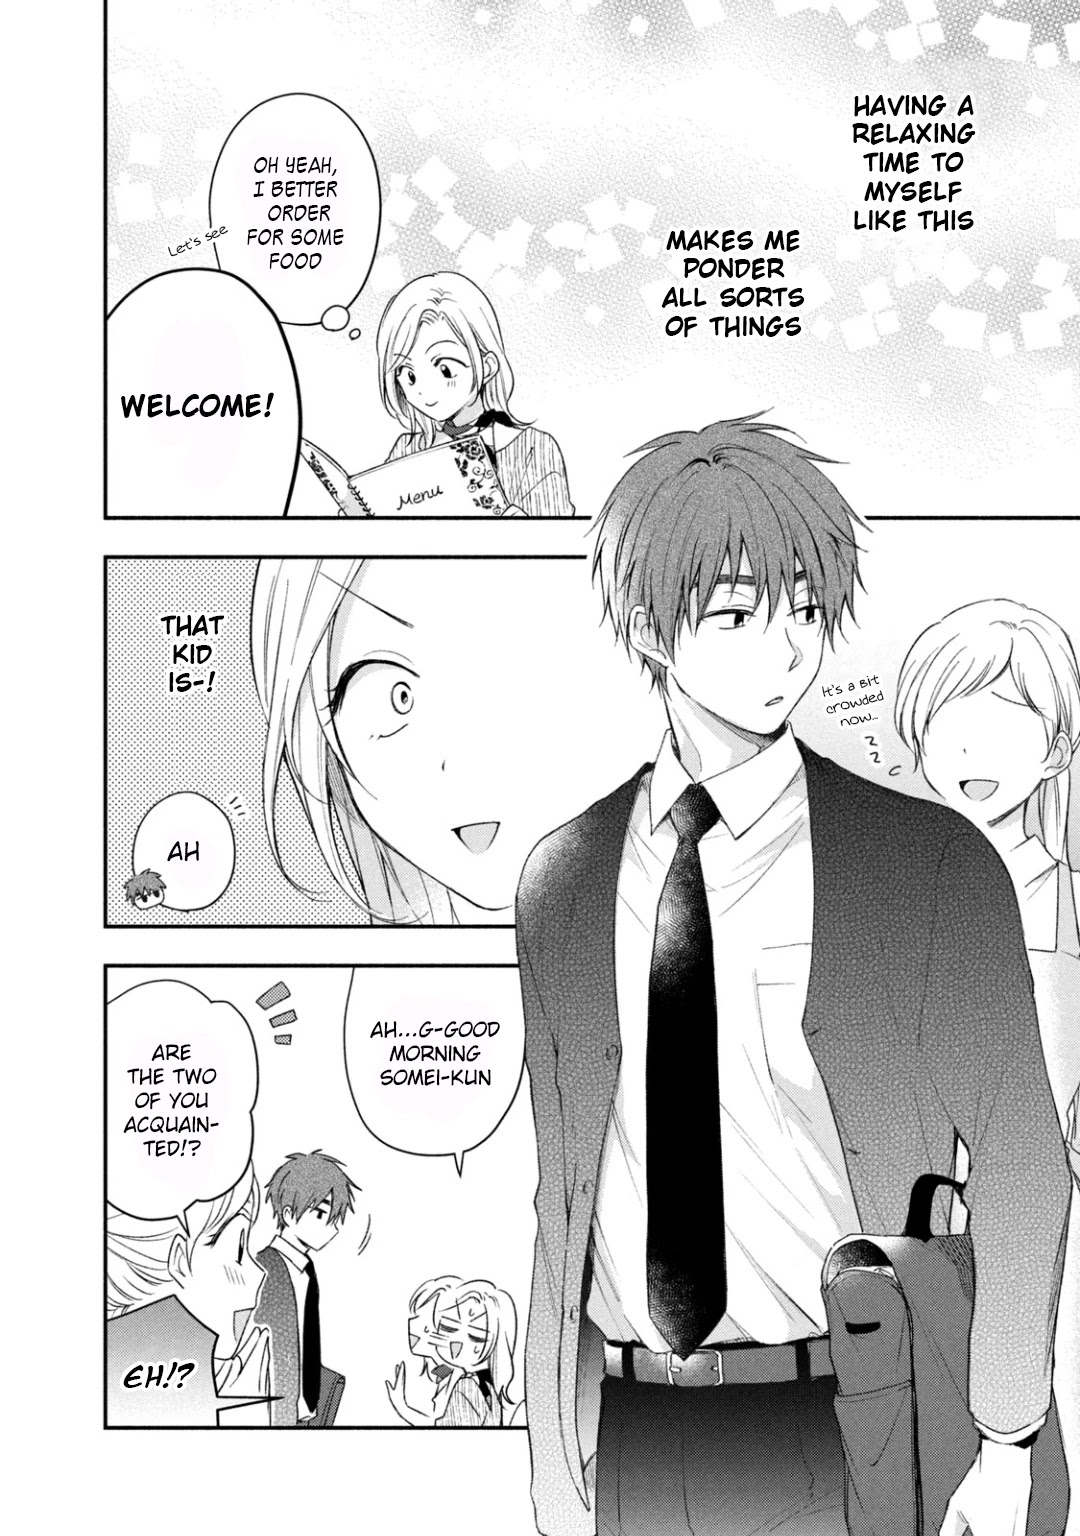 HAVING A
RELAXING
TIME TO
MYSELF
LIKE THIS
MAKES ME
PONDER
ALL SORTS
OF THINGS
OH YEAH,
I BETTER
ORDER
FOR SOME
FOOD
Let's see
WELCOME!
Menu
It's a bit
crowded
now...
THAT
KID
IS-!
AH
AH...G-GOOD
MORNING
SOMEI-KUN
ARE
THE TWO
OF YOU
ACQUAIN-
TED!?
EH!?